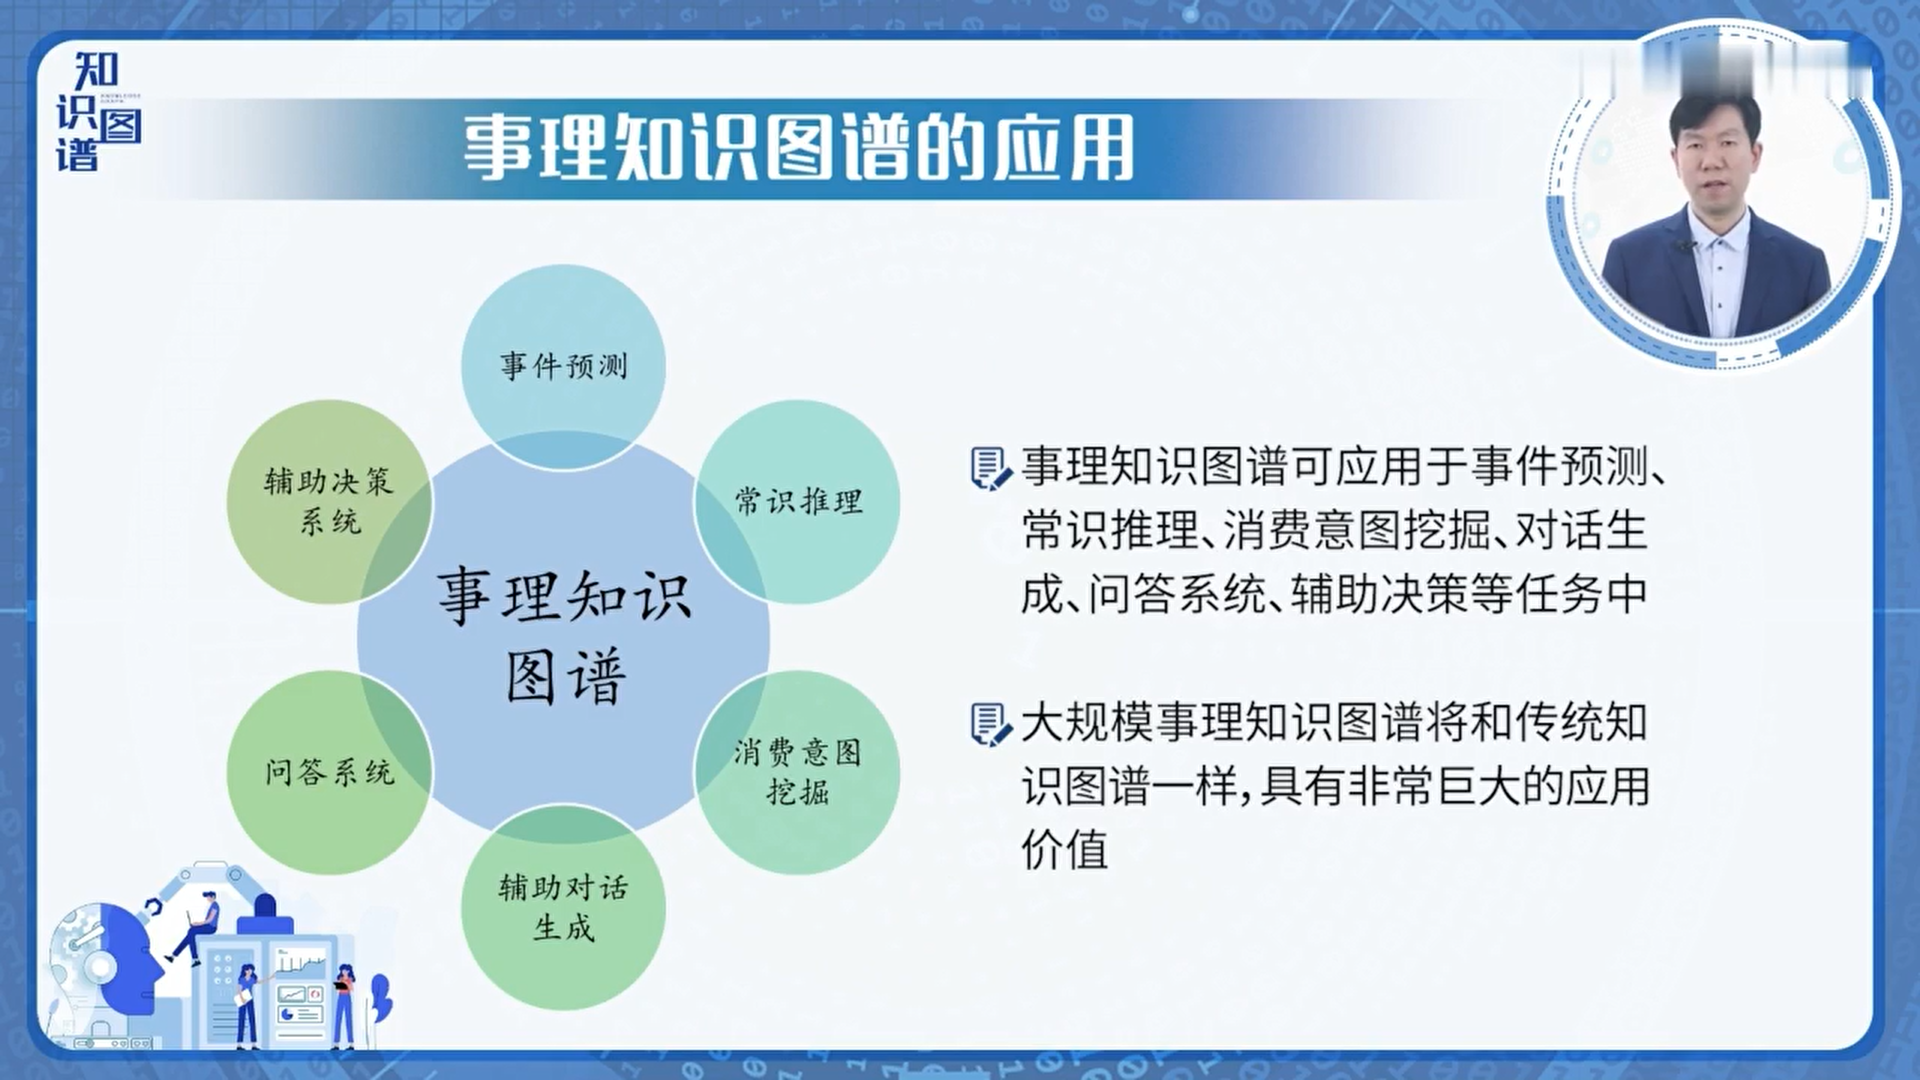 知
识图
谱
事理知识图谱的应用
事件预测
辅助决策
系统
常识推理
事理知识
图谱
问答系统
消费意图
挖掘
辅助对话
生成
事理知识图谱可应用于事件预测、
常识推理、消费意图挖掘、对话生
成、问答系统、辅助决策等任务中
大规模事理知识图谱将和传统知
识图谱一样,具有非常巨大的应用
价值